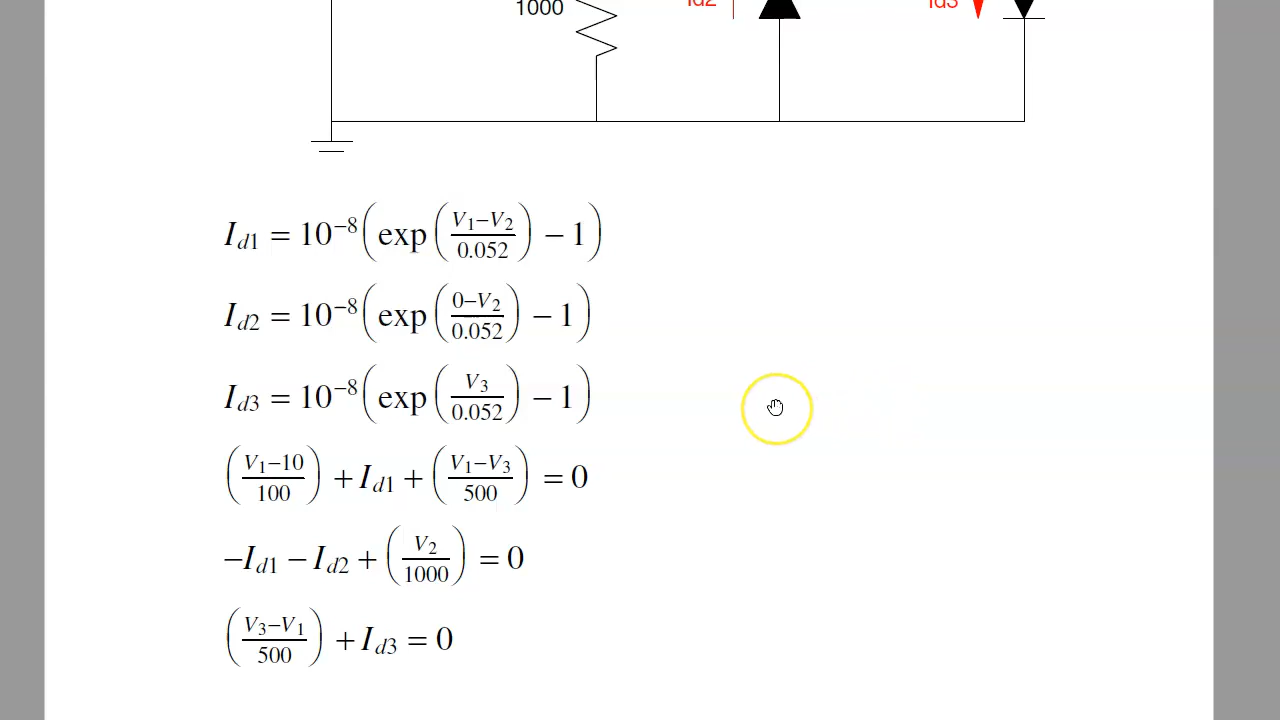 1000 Id2 Id3
I_{d1} = 10^{-8}(exp((V_1-V_2)/0.052) - 1)
I_{d2} = 10^{-8}(exp((0-V_2)/0.052) - 1)
I_{d3} = 10^{-8}(exp(V_3/0.052) - 1)
((V_1-10)/100) + I_{d1} + ((V_1-V_3)/500) = 0
-I_{d1} - I_{d2} + (V_2/1000) = 0
((V_3-V_1)/500) + I_{d3} = 0